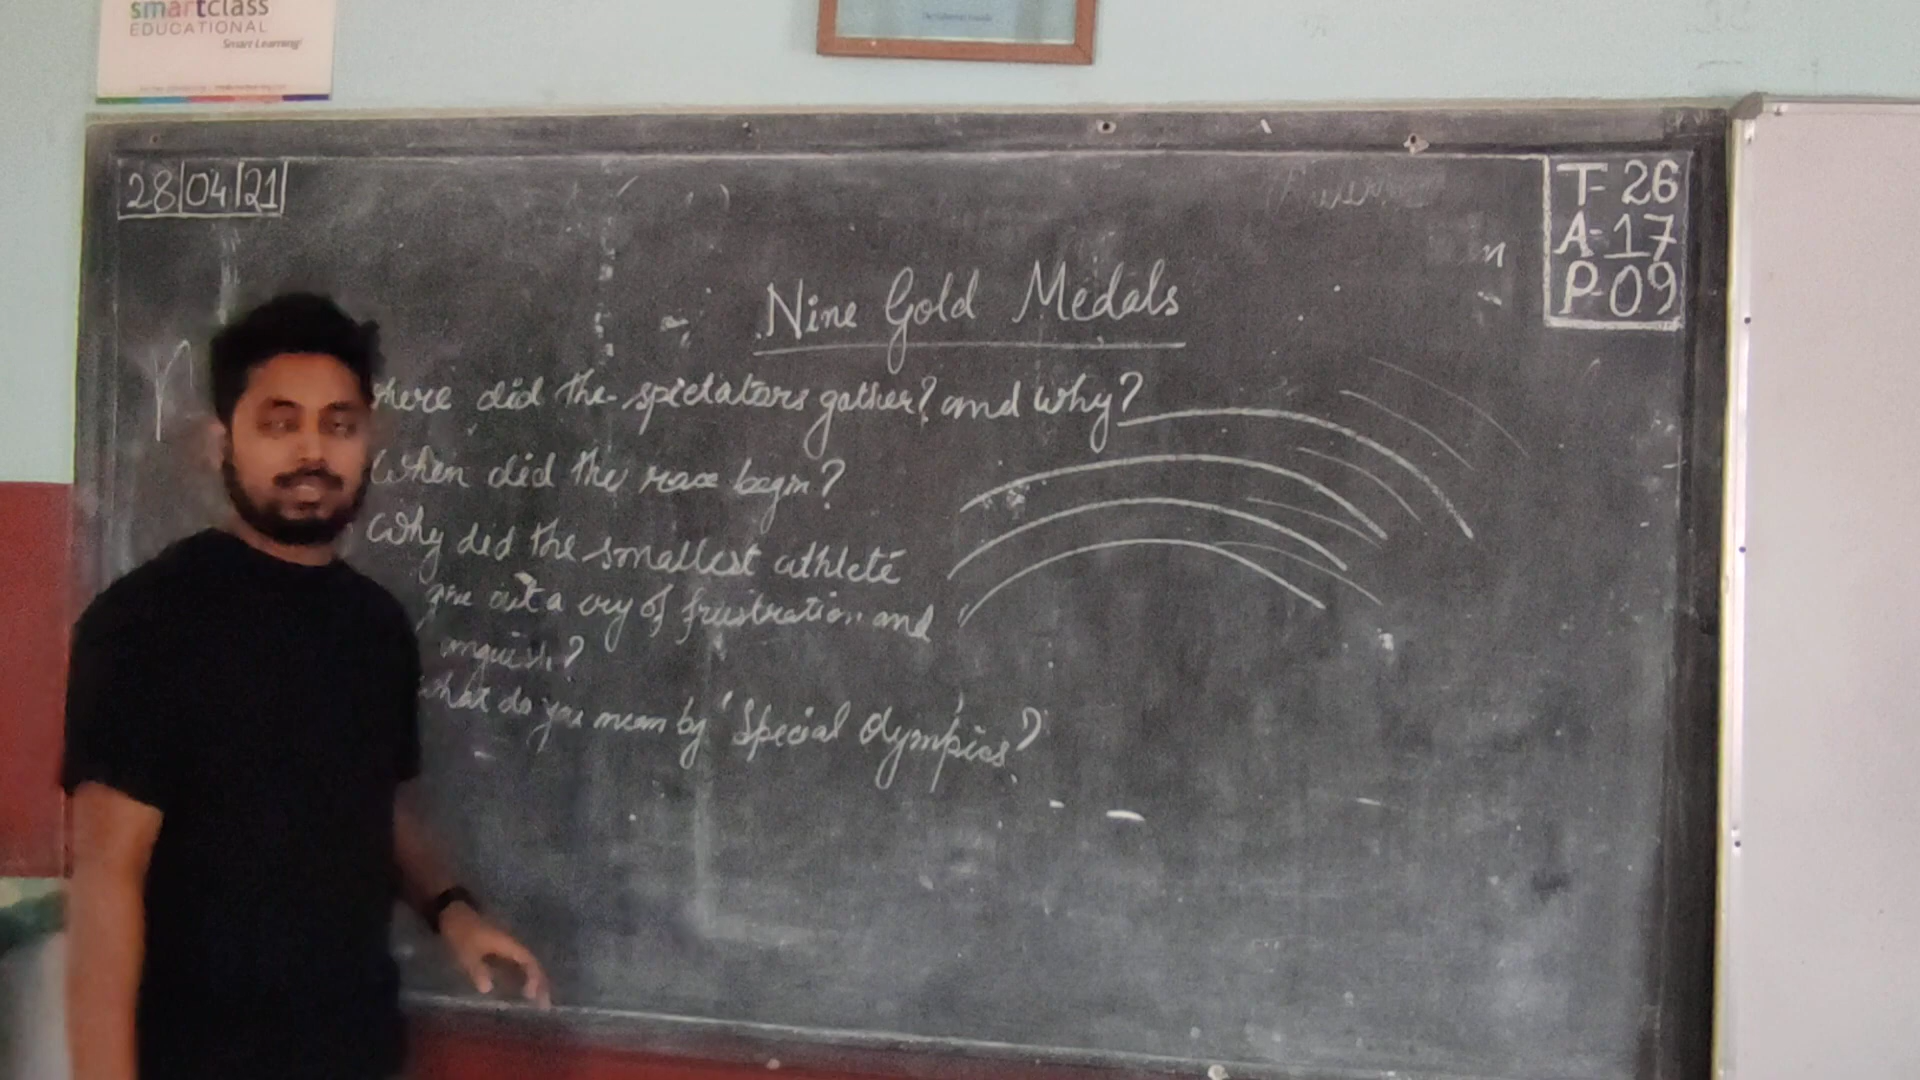 smartclass
EDUCATIONAL
Smart Learning!
28|04|21
T- 26
A- 17
P-09
Nine Gold Medals
here did the spectators gather? and why?
When did the race begin?
Why did the smallest athlete
give out a cry of frustration and
anguish?
what do you mean by 'Special Olympics'?